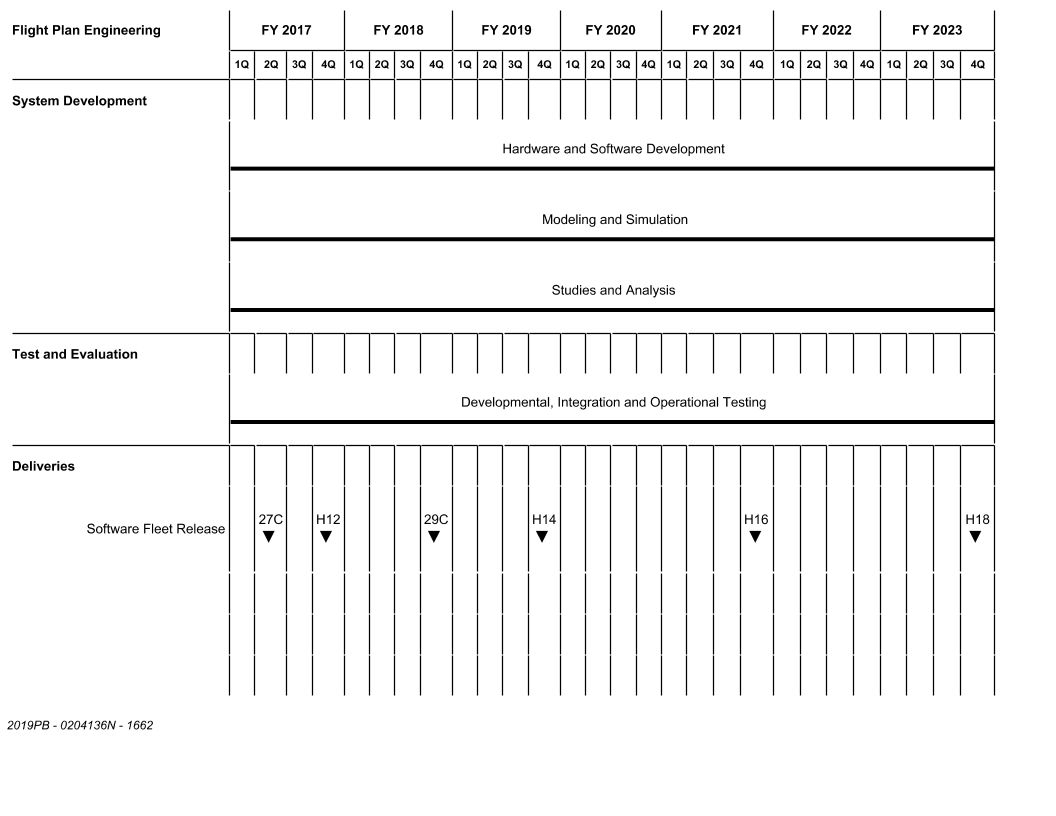 Flight Plan Engineering FY 2017 FY 2018 FY 2019 FY 2020 FY 2021 FY 2022 FY 2023
1Q 2Q 3Q 4Q 1Q 2Q 3Q 4Q 1Q 2Q 3Q 4Q 1Q 2Q 3Q 4Q 1Q 2Q 3Q 4Q 1Q 2Q 3Q 4Q 1Q 2Q 3Q 4Q
System Development
Hardware and Software Development
Modeling and Simulation
Studies and Analysis
Test and Evaluation
Developmental, Integration and Operational Testing
Deliveries
Software Fleet Release 27C H12 29C H14 H16 H18
2019PB - 0204136N - 1662